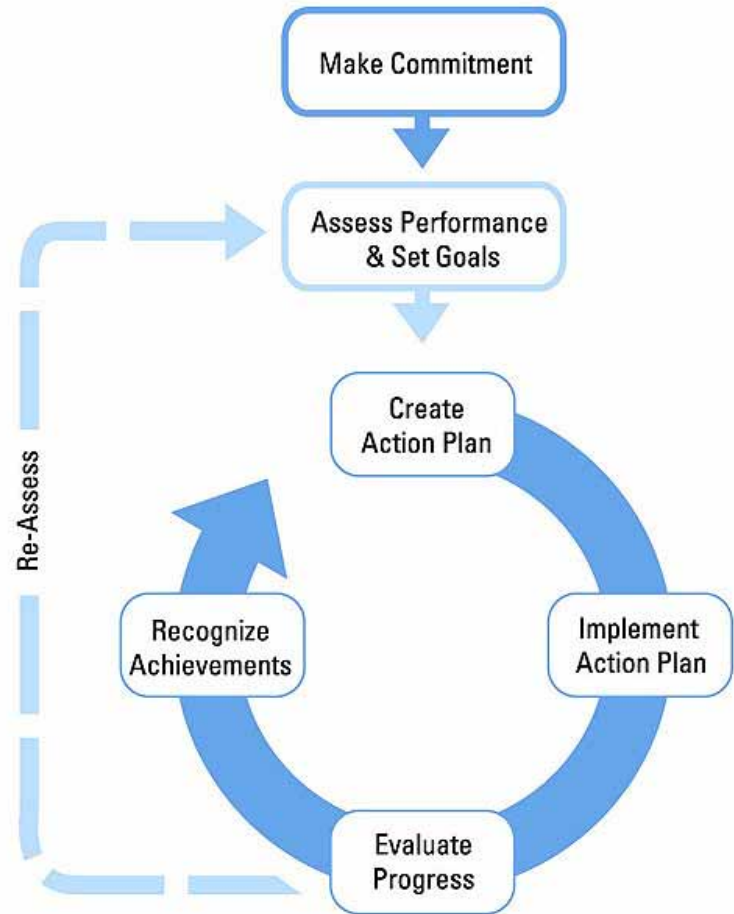 Make Commitment
Assess Performance
& Set Goals
Create
Action Plan
Implement
Action Plan
Evaluate
Progress
Recognize
Achievements
Re-Assess